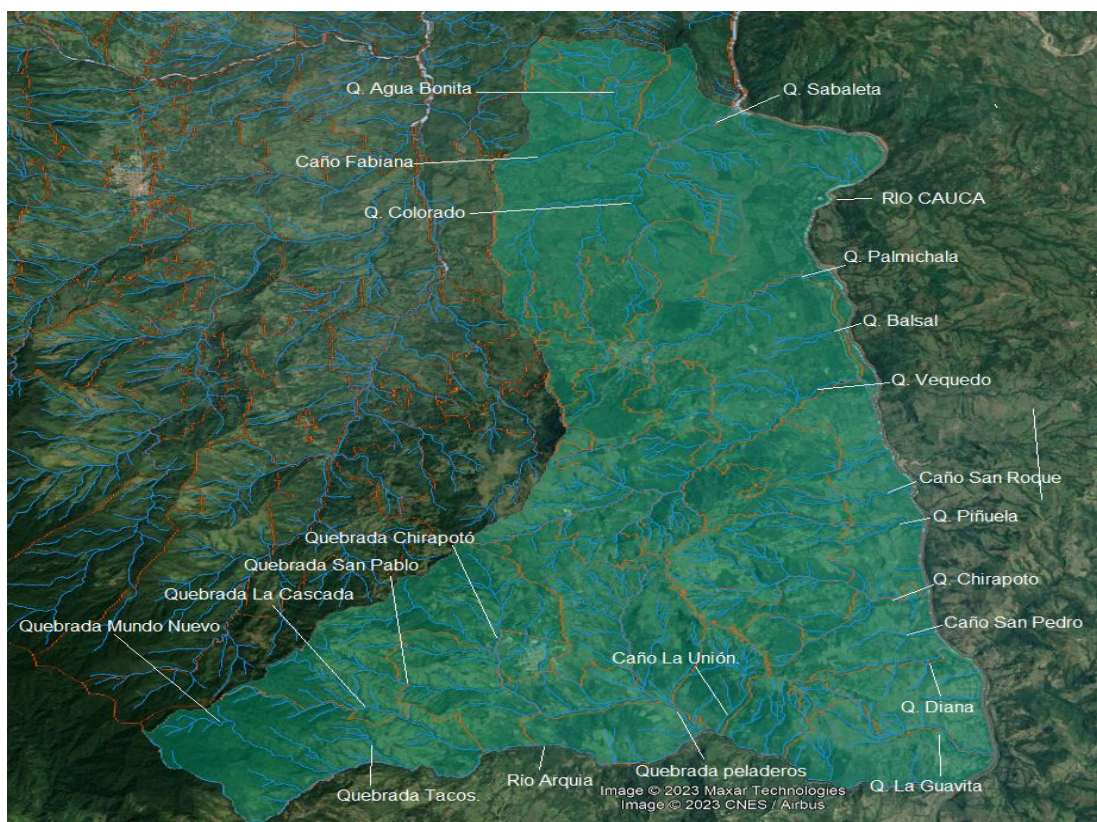 Q. Agua Bonita
Q. Sabaleta
Caño Fabiana
RIO CAUCA
Q. Colorado
Q. Palmichala
Q. Balsal
Q. Vequedo
Caño San Roque
Q. Piñuela
Quebrada Chirapotó
Quebrada San Pablo
Q. Chirapoto
Quebrada La Cascada
Caño San Pedro
Quebrada Mundo Nuevo
Caño La Unión.
Q. Diana
Quebrada peladeros
Río Arquia
Q. La Guavita
Quebrada Tacos.
Image © 2023 Maxar Technologies
Image © 2023 CNES / Airbus